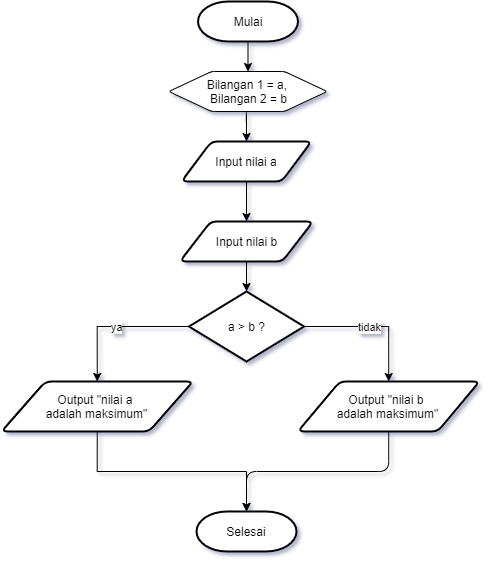 Mulai
Bilangan 1 = a,
Bilangan 2 = b
Input nilai a
Input nilai b
a > b ?
ya
tidak
Output "nilai a
adalah maksimum"
Output "nilai b
adalah maksimum"
Selesai